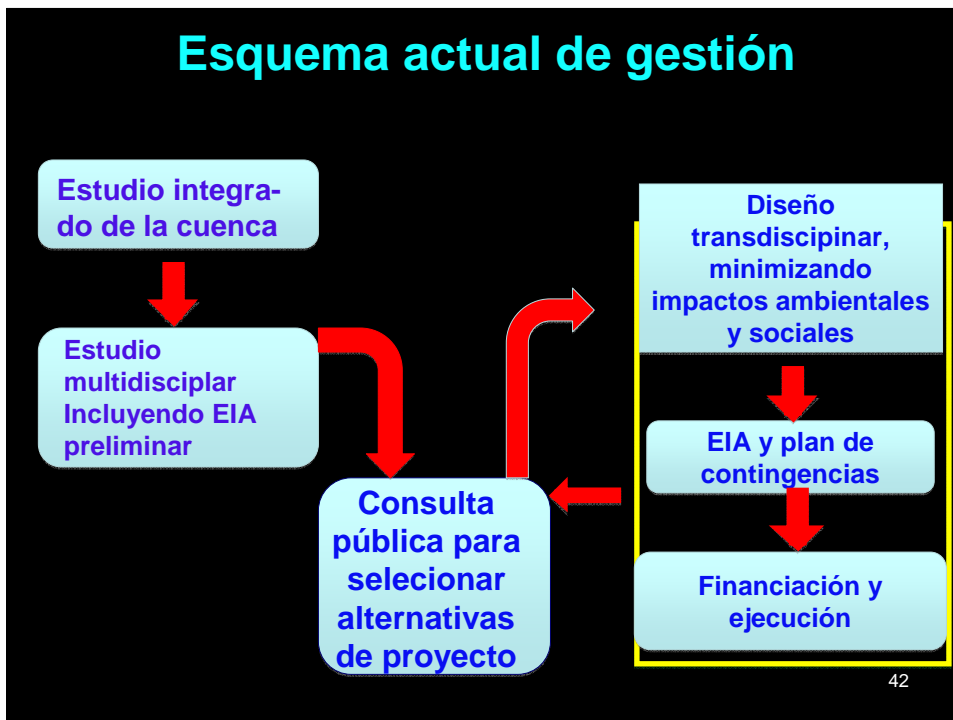 Esquema actual de gestión
Estudio integra-
do de la cuenca
Estudio
multidisciplar
Incluyendo EIA
preliminar
Consulta
pública para
selecionar
alternativas
de proyecto
Diseño
transdiscipinar,
minimizando
impactos ambientales
y sociales
EIA y plan de
contingencias
Financiación y
ejecución
42